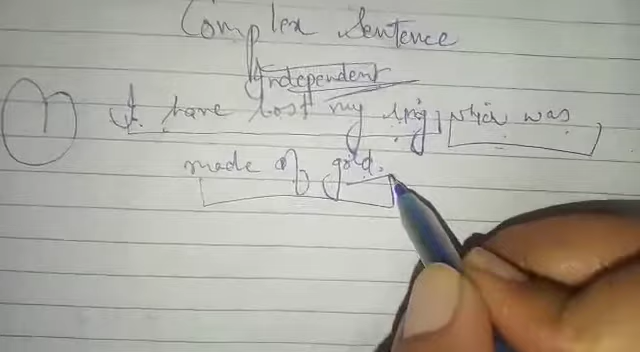 Complex Sentence
Independent
1 I have lost my ring, which was
made of gold.